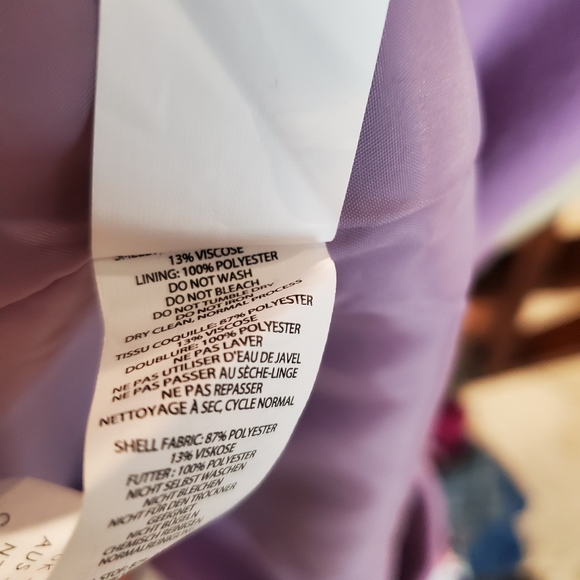 13% VISCOSE
LINING: 100% POLYESTER
DO NOT WASH
DO NOT BLEACH
DO NOT TUMBLE DRY
DO NOT IRON
DRY CLEAN, NORMAL PROCESS
TISSU COQUILLE: 87% POLYESTER
13% VISCOSE
DOUBLURE: 100% POLYESTER
NE PAS LAVER
NE PAS UTILISER D'EAU DE JAVEL
NE PAS PASSER AU SÈCHE-LINGE
NE PAS REPASSER
NETTOYAGE À SEC, CYCLE NORMAL
SHELL FABRIC: 87% POLYESTER
13% VISKOSE
FUTTER: 100% POLYESTER
NICHT SELBST WASCHEN
NICHT BLEICHEN
NICHT FÜR DEN TROCKNER
GEEIGNET
NICHT BÜGELN
CHEMISCH REINIGEN